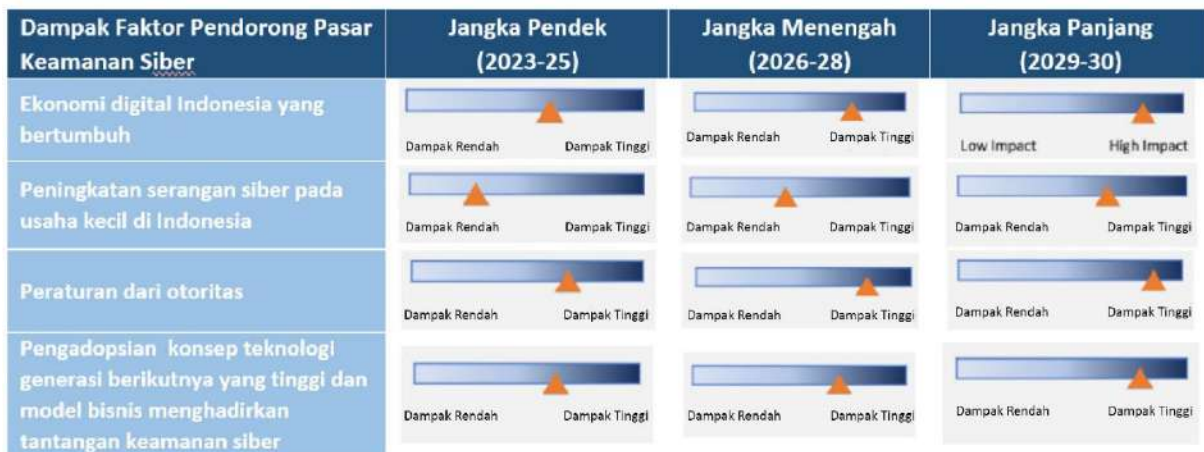 Dampak Faktor Pendorong Pasar
Keamanan Siber
Jangka Pendek
(2023-25)
Jangka Menengah
(2026-28)
Jangka Panjang
(2029-30)
Ekonomi digital Indonesia yang
bertumbuh
Dampak Rendah Dampak Tinggi
Dampak Rendah Dampak Tinggi
Low Impact High Impact
Peningkatan serangan siber pada
usaha kecil di Indonesia
Dampak Rendah Dampak Tinggi
Dampak Rendah Dampak Tinggi
Dampak Rendah Dampak Tinggi
Peraturan dari otoritas
Dampak Rendah Dampak Tinggi
Dampak Rendah Dampak Tinggi
Dampak Rendah Dampak Tinggi
Pengadopsian konsep teknologi
generasi berikutnya yang tinggi dan
model bisnis menghadirkan
tantangan keamanan siber
Dampak Rendah Dampak Tinggi
Dampak Rendah Dampak Tinggi
Dampak Rendah Dampak Tinggi